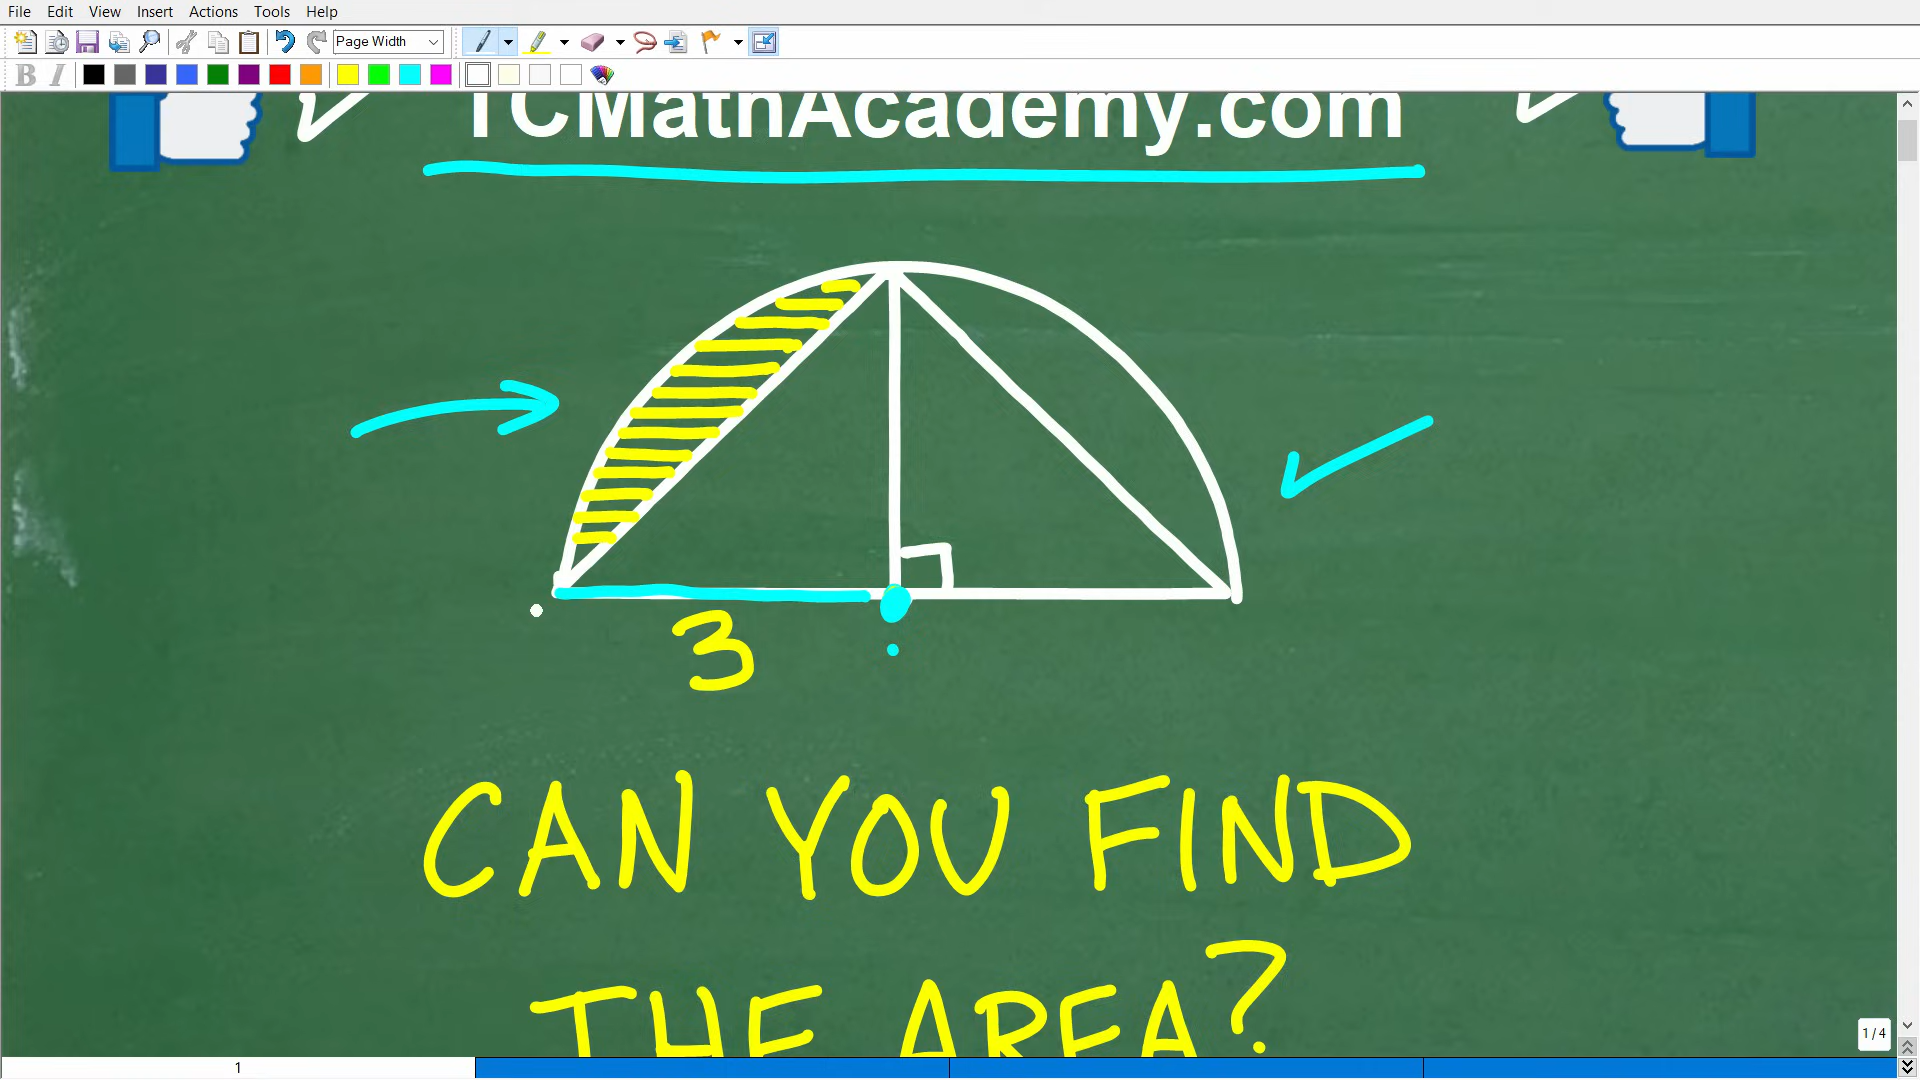 File Edit View Insert Actions Tools Help
Page Width
B I
TCMathAcademy.com
3
CAN YOU FIND
THE AREA?
1 / 4
1